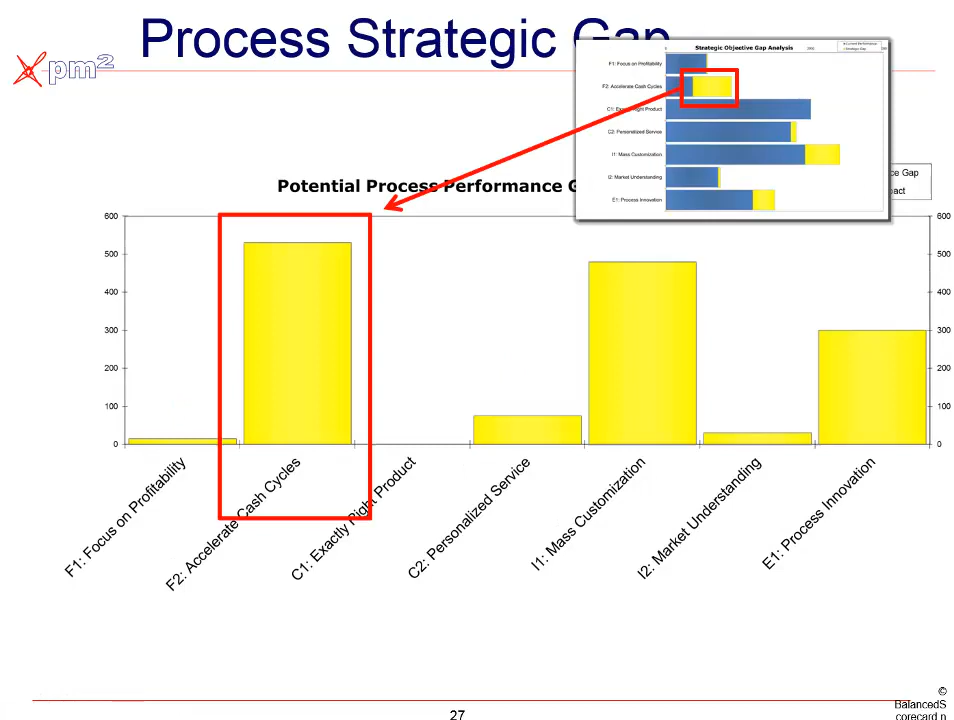 Process Strategic Gap
pm²
Strategic Objective Gap Analysis
F1: Focus on Profitability
F2: Accelerate Cash Cycles
C2: Personalized Service
I1: Mass Customization
I2: Market Understanding
E1: Process Innovation
Potential Process Performance G
ce Gap
pact
600 600
500 500
400 400
300 300
200 200
100 100
0 0
F1: Focus on Profitability
F2: Accelerate Cash Cycles
C1: Exactly Right Product
C2: Personalized Service
I1: Mass Customization
I2: Market Understanding
E1: Process Innovation
©
BalancedS
corecard.n
27